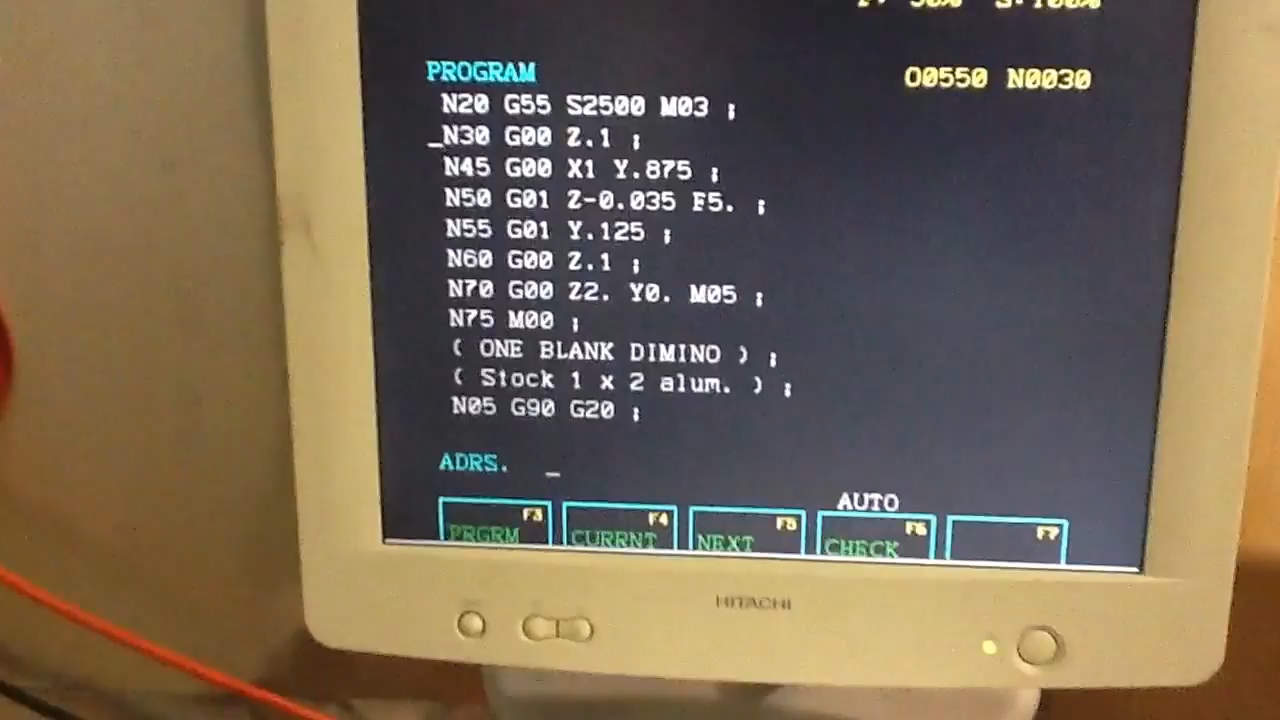 F: 50% S:100%
PROGRAM O0550 N0030
N20 G55 S2500 M03 ;
_N30 G00 Z.1 ;
N45 G00 X1 Y.875 ;
N50 G01 Z-0.035 F5. ;
N55 G01 Y.125 ;
N60 G00 Z.1 ;
N70 G00 Z2. Y0. M05 ;
N75 M00 ;
( ONE BLANK DIMINO ) ;
( Stock 1 x 2 alum. ) ;
N05 G90 G20 ;
ADRS. _
AUTO
F3 F4 F5 F6 F7
PRGRM CURRNT NEXT CHECK
HITACHI